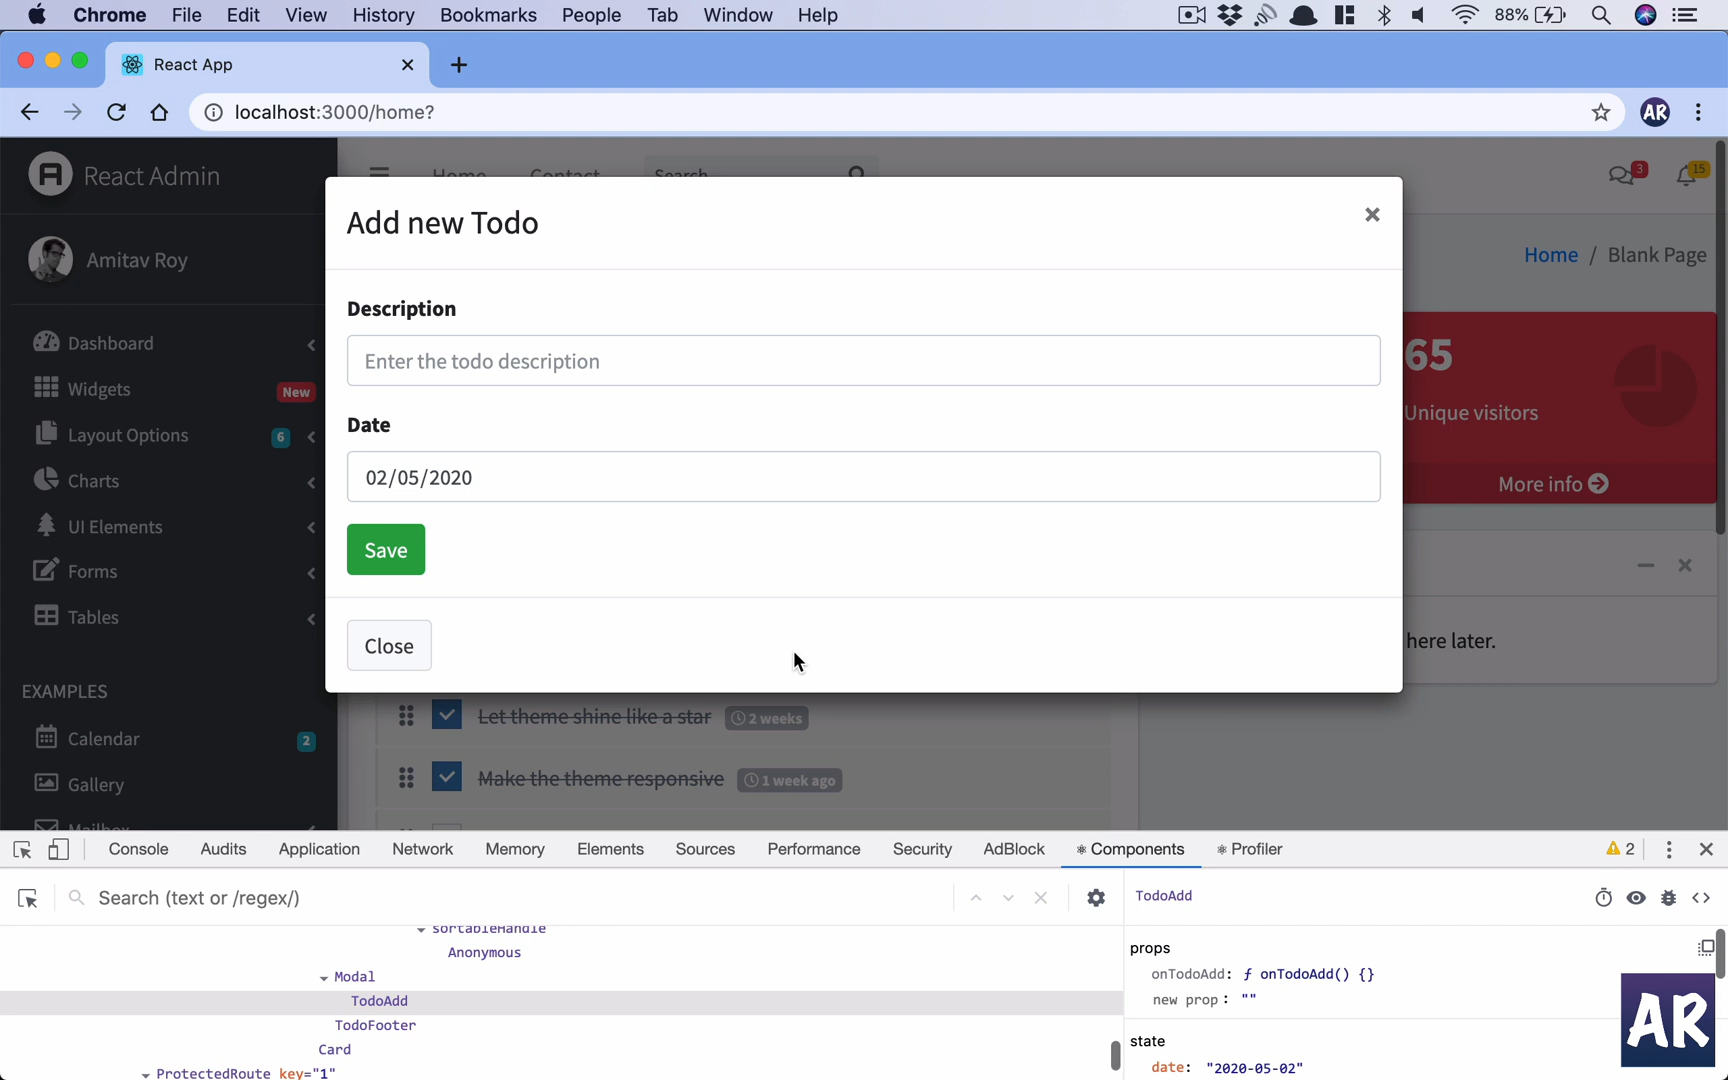 Chrome File Edit View History Bookmarks People Tab Window Help 88%
React App
localhost:3000/home? AR
React Admin Home Contact Search 3 15
Add new Todo
Amitav Roy Home / Blank Page
Description
Dashboard
Enter the todo description 65
Widgets New
Unique visitors
Layout Options 6 Date
Charts 02/05/2020 More info
UI Elements
Save
Forms
Tables
Close here later.
EXAMPLES
Let theme shine like a star 2 weeks
Calendar 2
Make the theme responsive 1 week ago
Gallery
Mailbox
Console Audits Application Network Memory Elements Sources Performance Security AdBlock Components Profiler 2
Search (text or /regex/) TodoAdd
sortableHandle
Anonymous props
Modal onTodoAdd: ƒ onTodoAdd() {}
TodoAdd new prop: ""
TodoFooter
Card state
ProtectedRoute key="1" date: "2020-05-02"
AR